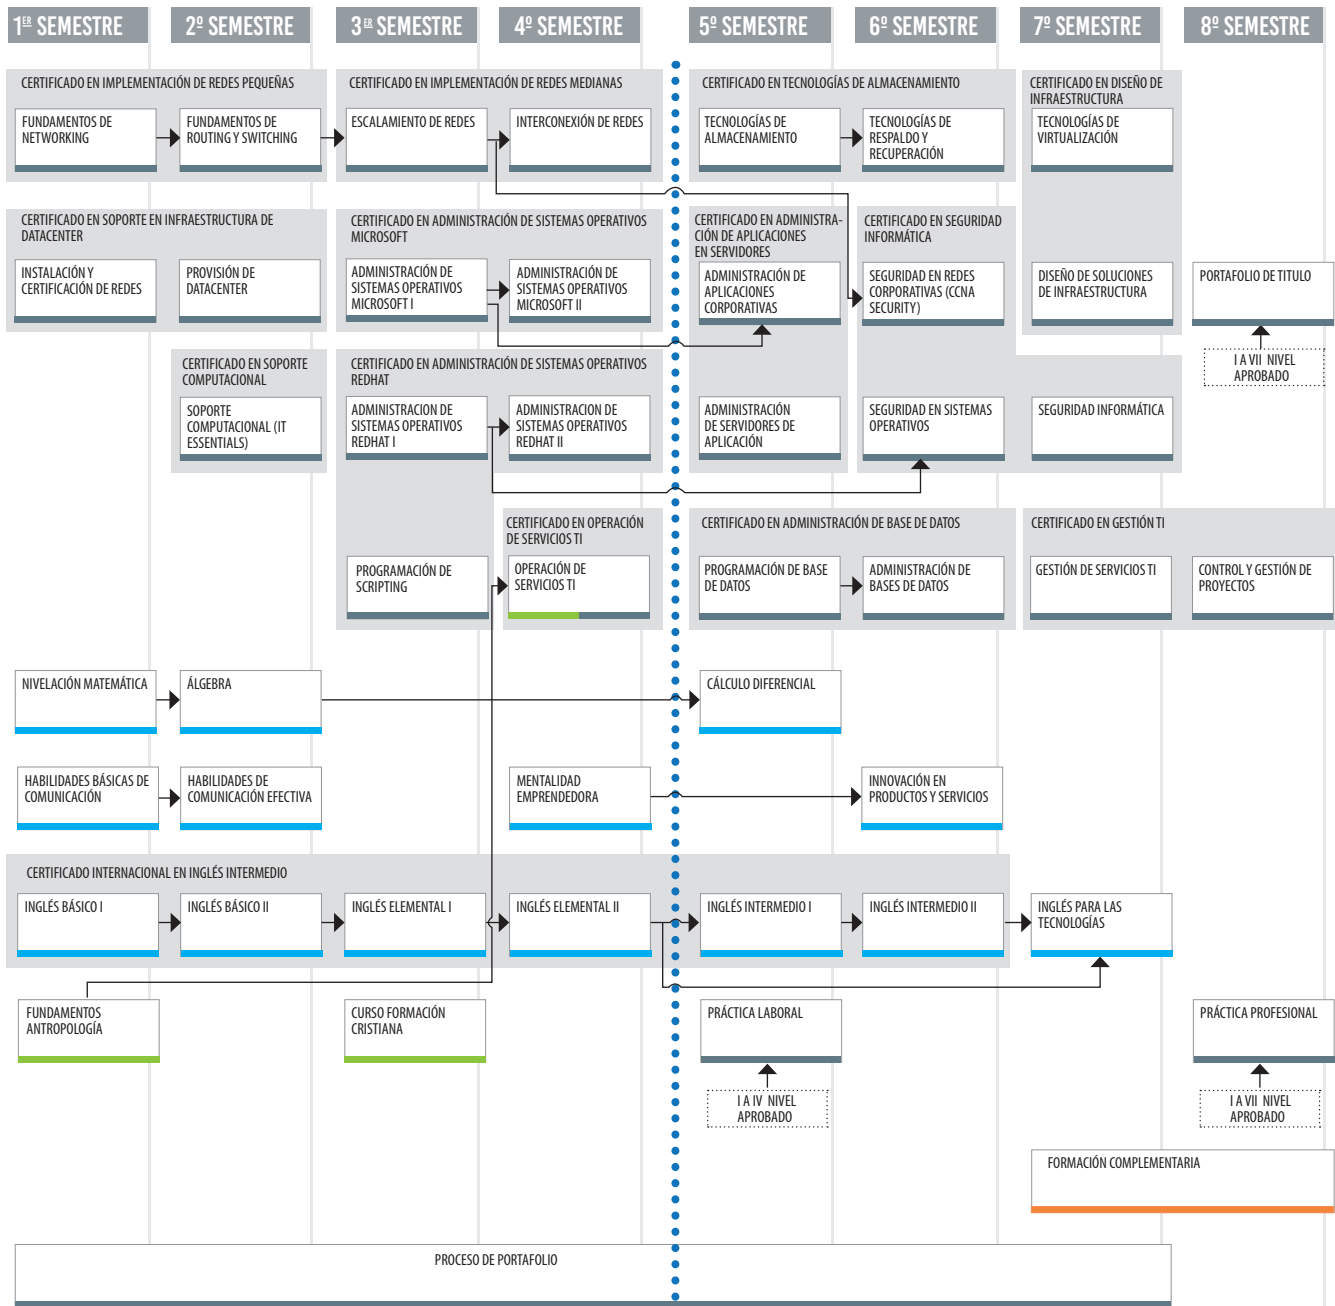 1ER SEMESTRE
2º SEMESTRE
3ER SEMESTRE
4º SEMESTRE
5º SEMESTRE
6º SEMESTRE
7º SEMESTRE
8º SEMESTRE
CERTIFICADO EN IMPLEMENTACIÓN DE REDES PEQUEÑAS
CERTIFICADO EN IMPLEMENTACIÓN DE REDES MEDIANAS
CERTIFICADO EN TECNOLOGÍAS DE ALMACENAMIENTO
CERTIFICADO EN DISEÑO DE
INFRAESTRUCTURA
FUNDAMENTOS DE
NETWORKING
FUNDAMENTOS DE
ROUTING Y SWITCHING
ESCALAMIENTO DE REDES
INTERCONEXIÓN DE REDES
TECNOLOGÍAS DE
ALMACENAMIENTO
TECNOLOGÍAS DE
RESPALDO Y
RECUPERACIÓN
TECNOLOGÍAS DE
VIRTUALIZACIÓN
CERTIFICADO EN SOPORTE EN INFRAESTRUCTURA DE
DATACENTER
CERTIFICADO EN ADMINISTRACIÓN DE SISTEMAS OPERATIVOS
MICROSOFT
CERTIFICADO EN ADMINISTRA-
CIÓN DE APLICACIONES
EN SERVIDORES
CERTIFICADO EN SEGURIDAD
INFORMÁTICA
INSTALACIÓN Y
CERTIFICACIÓN DE REDES
PROVISIÓN DE
DATACENTER
ADMINISTRACIÓN DE
SISTEMAS OPERATIVOS
MICROSOFT I
ADMINISTRACIÓN DE
SISTEMAS OPERATIVOS
MICROSOFT II
ADMINISTRACIÓN DE
APLICACIONES
CORPORATIVAS
SEGURIDAD EN REDES
CORPORATIVAS (CCNA
SECURITY)
DISEÑO DE SOLUCIONES
DE INFRAESTRUCTURA
PORTAFOLIO DE TITULO
I A VII NIVEL
APROBADO
CERTIFICADO EN SOPORTE
COMPUTACIONAL
CERTIFICADO EN ADMINISTRACIÓN DE SISTEMAS OPERATIVOS
REDHAT
SOPORTE
COMPUTACIONAL (IT
ESSENTIALS)
ADMINISTRACION DE
SISTEMAS OPERATIVOS
REDHAT I
ADMINISTRACION DE
SISTEMAS OPERATIVOS
REDHAT II
ADMINISTRACIÓN
DE SERVIDORES DE
APLICACIÓN
SEGURIDAD EN SISTEMAS
OPERATIVOS
SEGURIDAD INFORMÁTICA
CERTIFICADO EN OPERACIÓN
DE SERVICIOS TI
CERTIFICADO EN ADMINISTRACIÓN DE BASE DE DATOS
CERTIFICADO EN GESTIÓN TI
PROGRAMACIÓN DE
SCRIPTING
OPERACIÓN DE
SERVICIOS TI
PROGRAMACIÓN DE BASE
DE DATOS
ADMINISTRACIÓN DE
BASES DE DATOS
GESTIÓN DE SERVICIOS TI
CONTROL Y GESTIÓN DE
PROYECTOS
NIVELACIÓN MATEMÁTICA
ÁLGEBRA
CÁLCULO DIFERENCIAL
HABILIDADES BÁSICAS DE
COMUNICACIÓN
HABILIDADES DE
COMUNICACIÓN EFECTIVA
MENTALIDAD
EMPRENDEDORA
INNOVACIÓN EN
PRODUCTOS Y SERVICIOS
CERTIFICADO INTERNACIONAL EN INGLÉS INTERMEDIO
INGLÉS BÁSICO I
INGLÉS BÁSICO II
INGLÉS ELEMENTAL I
INGLÉS ELEMENTAL II
INGLÉS INTERMEDIO I
INGLÉS INTERMEDIO II
INGLÉS PARA LAS
TECNOLOGÍAS
FUNDAMENTOS
ANTROPOLOGÍA
CURSO FORMACIÓN
CRISTIANA
PRÁCTICA LABORAL
PRÁCTICA PROFESIONAL
I A IV NIVEL
APROBADO
I A VII NIVEL
APROBADO
FORMACIÓN COMPLEMENTARIA
PROCESO DE PORTAFOLIO